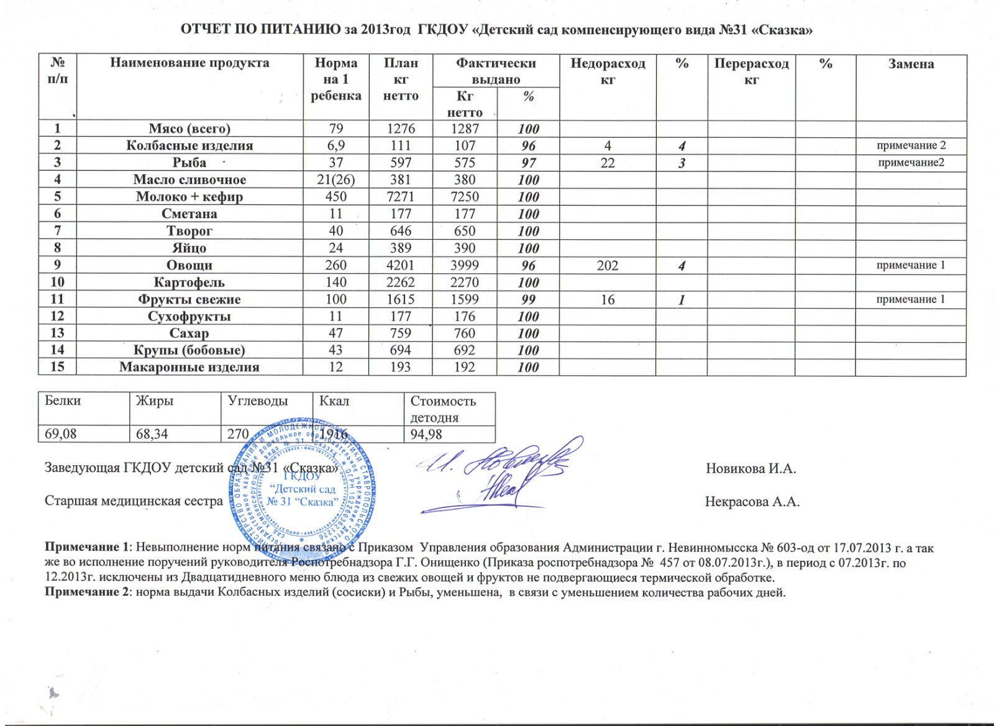 ОТЧЕТ ПО ПИТАНИЮ за 2013год ГКДОУ «Детский сад компенсирующего вида №31 «Сказка»
№ п/п Наименование продукта Норма на 1 ребенка План кг нетто Фактически выдано Недорасход кг % Перерасход кг % Замена
Кг нетто %
1 Мясо (всего) 79 1276 1287 100
2 Колбасные изделия 6,9 111 107 96 4 4 примечание 2
3 Рыба 37 597 575 97 22 3 примечание2
4 Масло сливочное 21(26) 381 380 100
5 Молоко + кефир 450 7271 7250 100
6 Сметана 11 177 177 100
7 Творог 40 646 650 100
8 Яйцо 24 389 390 100
9 Овощи 260 4201 3999 96 202 4 примечание 1
10 Картофель 140 2262 2270 100
11 Фрукты свежие 100 1615 1599 99 16 1 примечание 1
12 Сухофрукты 11 177 176 100
13 Сахар 47 759 760 100
14 Крупы (бобовые) 43 694 692 100
15 Макаронные изделия 12 193 192 100
Белки Жиры Углеводы Ккал Стоимость детодня
69,08 68,34 270 1916 94,98
Заведующая ГКДОУ детский сад №31 «Сказка» Новикова И.А.
ГКДОУ
“Детский сад
№ 31 “Сказка”
Старшая медицинская сестра Некрасова А.А.
Примечание 1: Невыполнение норм питания связано с Приказом Управления образования Администрации г. Невинномысска № 603-од от 17.07.2013 г. а так
же во исполнение поручений руководителя Роспотребнадзора Г.Г. Онищенко (Приказа роспотребнадзора № 457 от 08.07.2013г.), в период с 07.2013г. по
12.2013г. исключены из Двадцатидневного меню блюда из свежих овощей и фруктов не подвергающиеся термической обработке.
Примечание 2: норма выдачи Колбасных изделий (сосиски) и Рыбы, уменьшена, в связи с уменьшением количества рабочих дней.